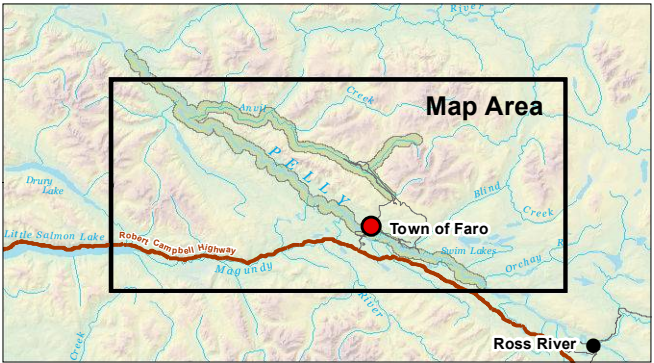 River
Anvil
Creek
Map Area
PELLY
Drury
Lake
Blind
Creek
Town of Faro
Little Salmon Lake
Robert Campbell Highway
Swim Lakes
Orchay R
Magundy
River
Creek
Ross River